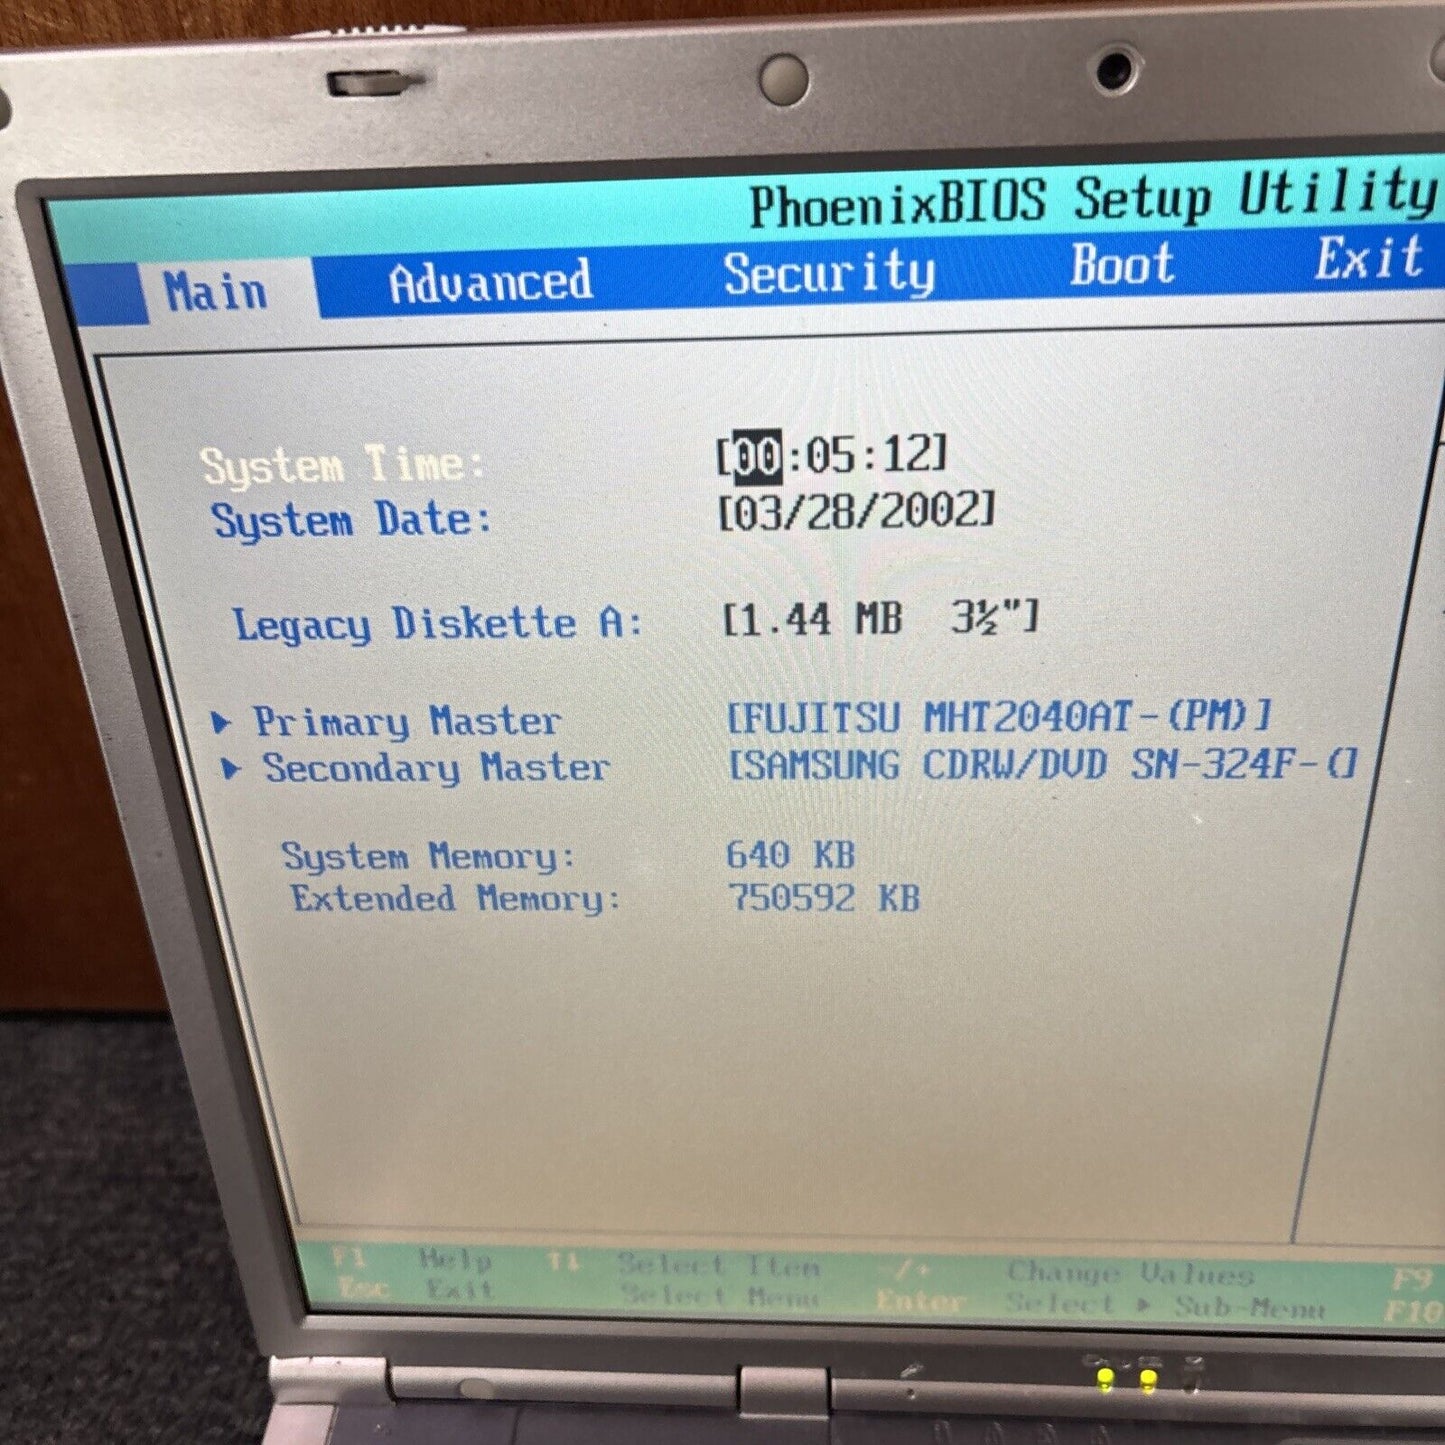 PhoenixBIOS Setup Utility
Main Advanced Security Boot Exit
System Time: [00:05:12]
System Date: [03/28/2002]
Legacy Diskette A: [1.44 MB 3½"]
▶ Primary Master [FUJITSU MHT2040AT-(PM)]
▶ Secondary Master [SAMSUNG CDRW/DVD SN-324F-(]
System Memory: 640 KB
Extended Memory: 750592 KB
F1 Help ↑↓ Select Item -/+ Change Values F9
Esc Exit Select Menu Enter Select ▶ Sub-Menu F10